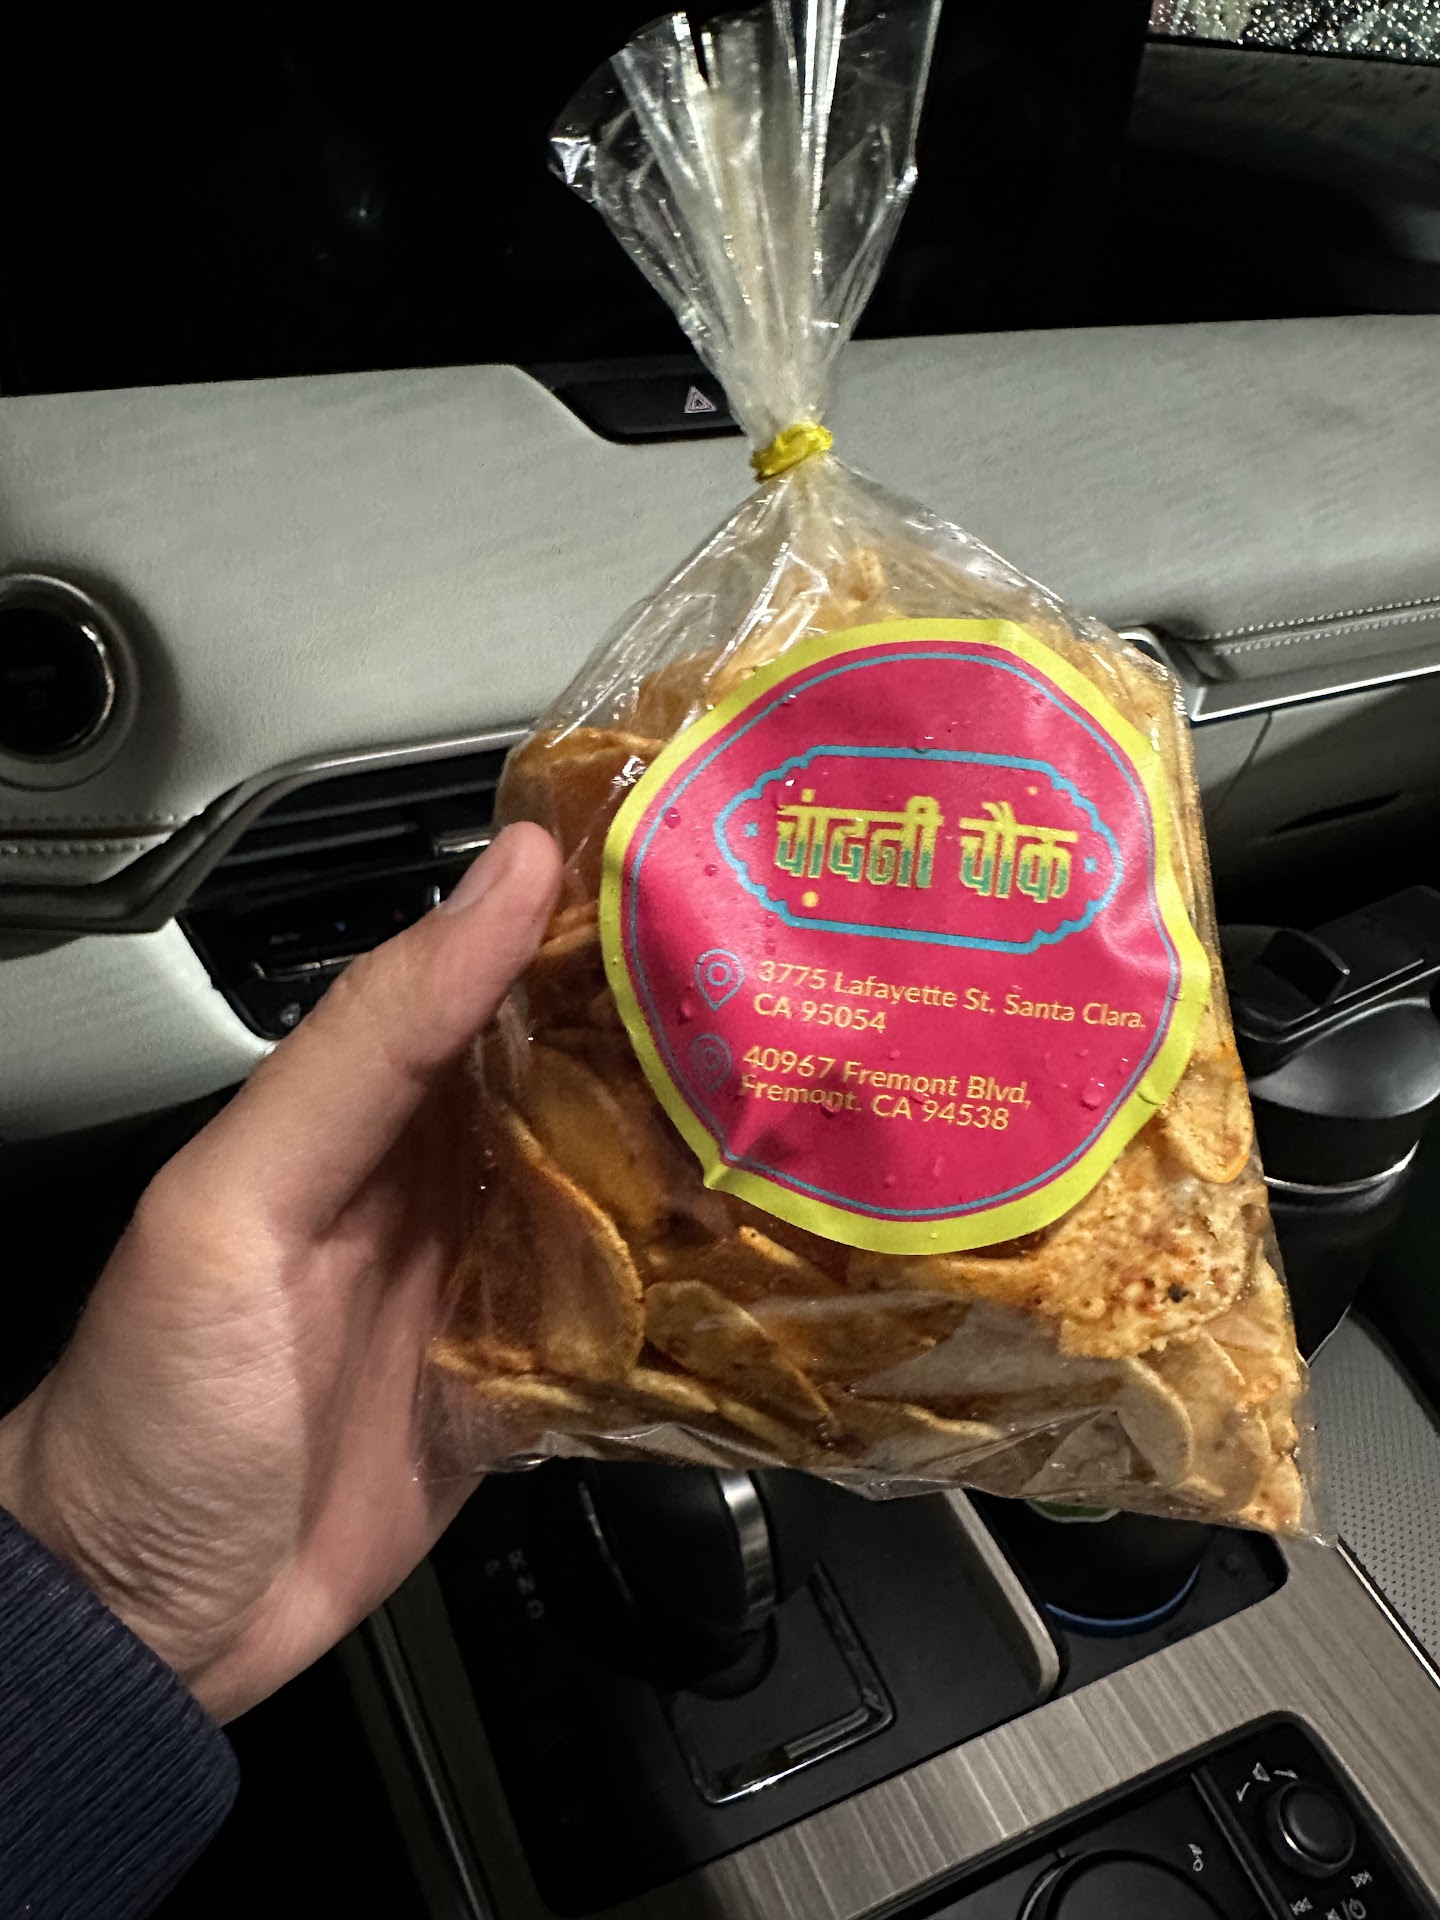 चांदनी चौक
3775 Lafayette St, Santa Clara,
CA 95054
40967 Fremont Blvd,
Fremont, CA 94538
R
N
D